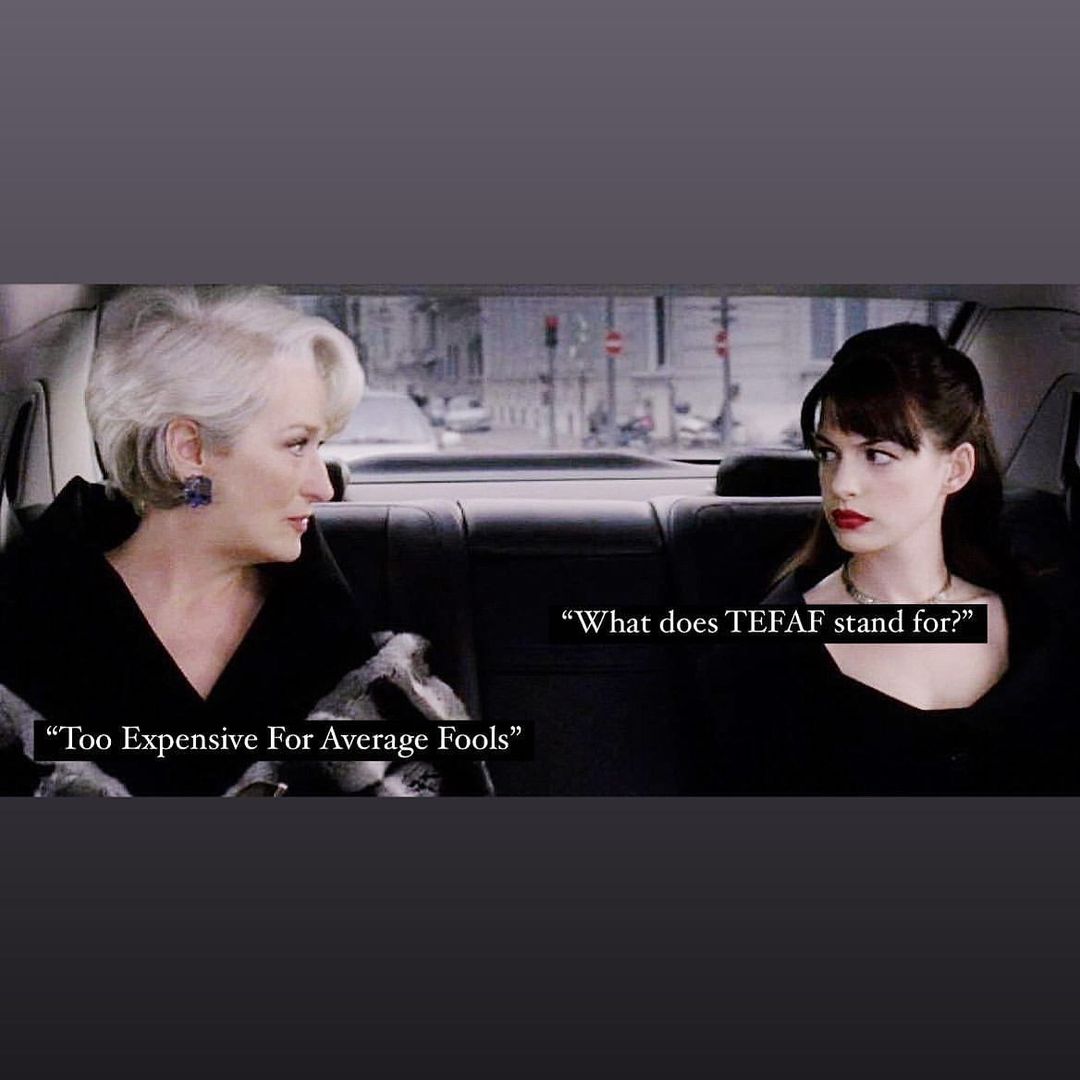 “What does TEFAF stand for?”
“Too Expensive For Average Fools”